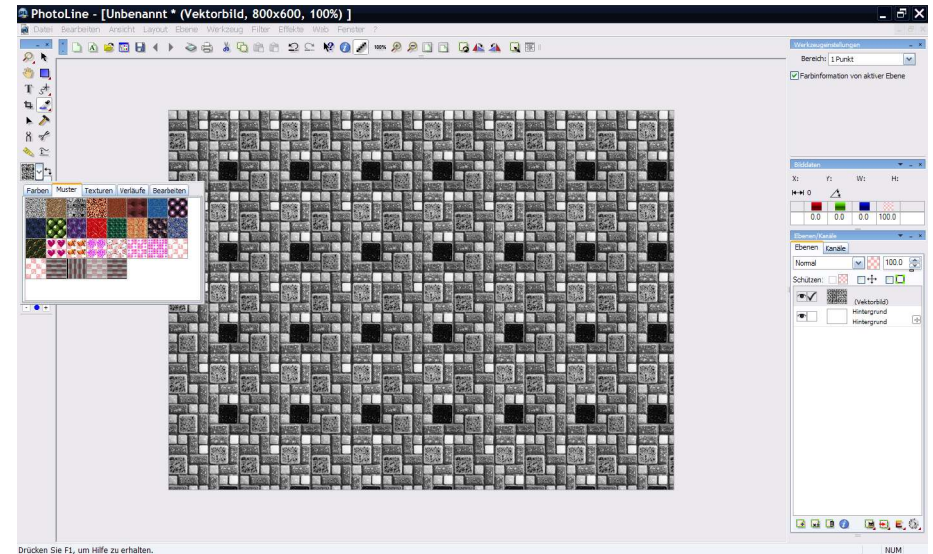 PhotoLine - [Unbenannt * (Vektorbild, 800x600, 100%) ]
Datei Bearbeiten Ansicht Layout Ebene Werkzeug Filter Effekte Web Fenster ?
100%
T
Farben Muster Texturen Verläufe Bearbeiten
Werkzeugeinstellungen
Bereich: 1 Punkt
Farbinformation von aktiver Ebene
Bilddaten
X: Y: W: H:
0
0.0 0.0 0.0 100.0
Ebenen/Kanäle
Ebenen Kanäle
Normal 100.0
Schützen:
(Vektorbild)
Hintergrund
Hintergrund
Drücken Sie F1, um Hilfe zu erhalten. NUM